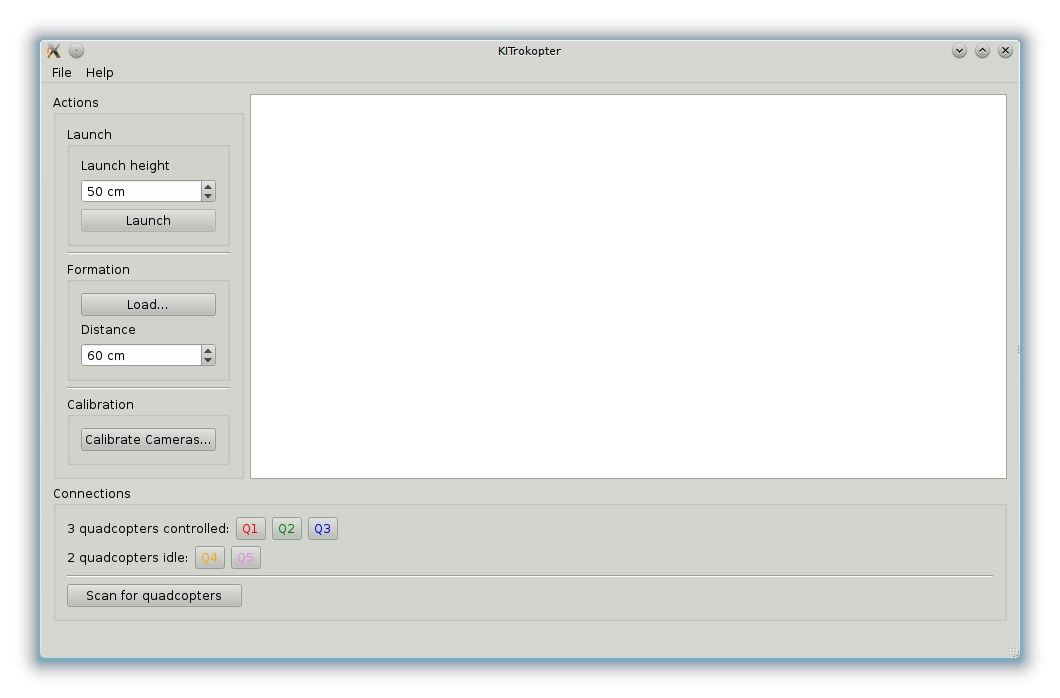 KITrokopter
File Help
Actions
Launch
Launch height
50 cm
Launch
Formation
Load...
Distance
60 cm
Calibration
Calibrate Cameras...
Connections
3 quadcopters controlled: Q1 Q2 Q3
2 quadcopters idle: Q4 Q5
Scan for quadcopters